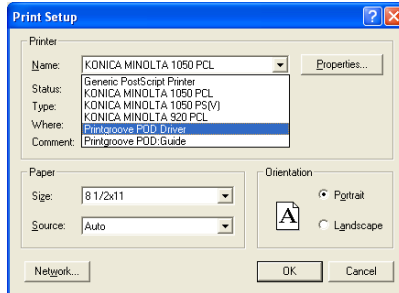 Print Setup
Printer
Name: KONICA MINOLTA 1050 PCL Properties...
Generic PostScript Printer
Status: KONICA MINOLTA 1050 PCL
Type: KONICA MINOLTA 1050 PS(V)
KONICA MINOLTA 920 PCL
Where: Printgroove POD Driver
Comment: Printgroove POD:Guide
Paper Orientation
Size: 8 1/2x11 Portrait
Source: Auto A Landscape
Network... OK Cancel